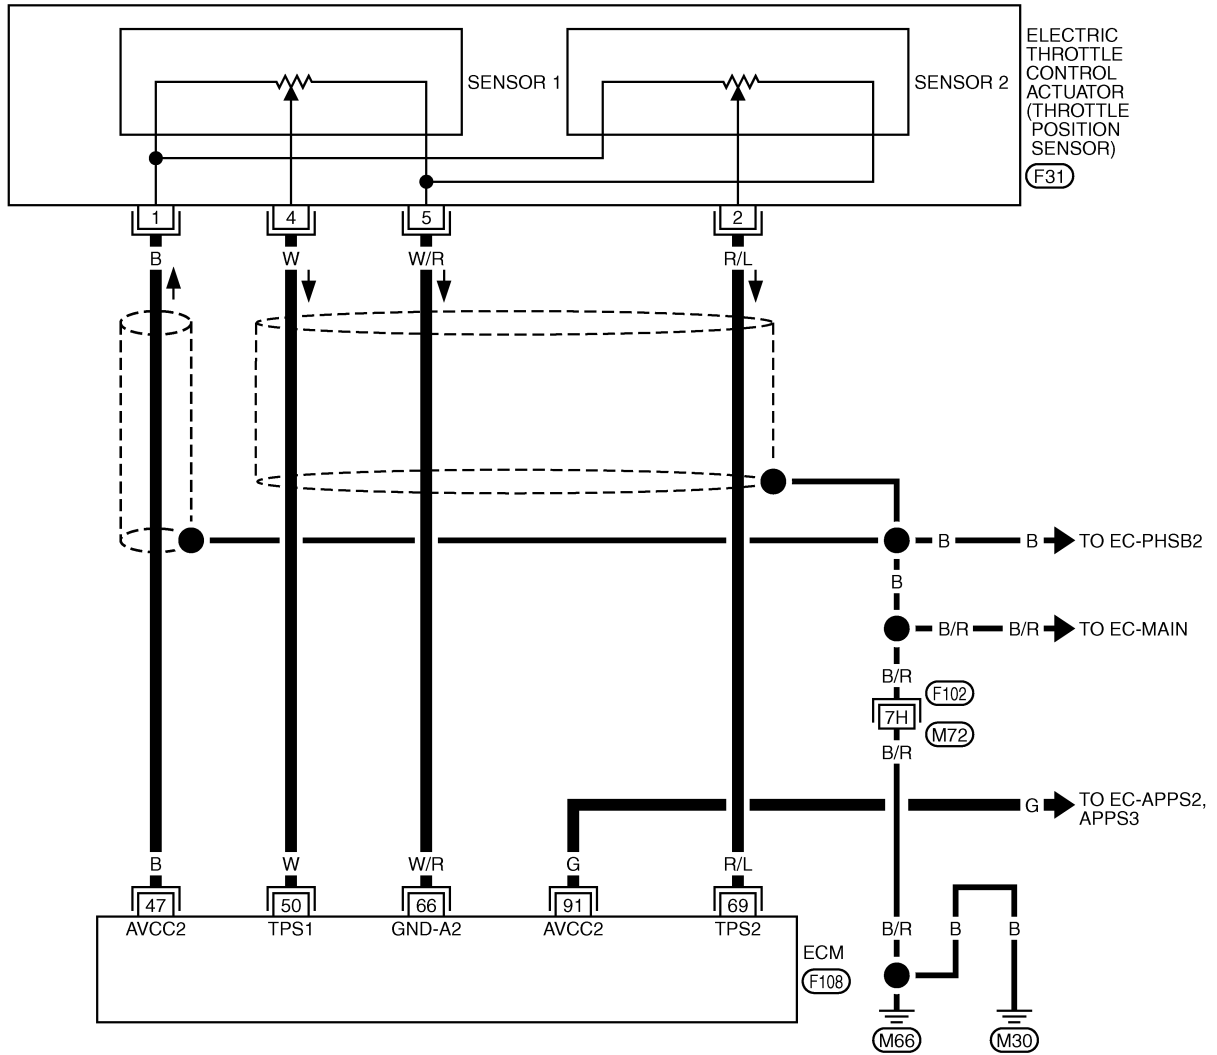 ELECTRIC
THROTTLE
CONTROL
ACTUATOR
(THROTTLE
POSITION
SENSOR)
F31
SENSOR 1
SENSOR 2
1
4
5
2
B
W
W/R
R/L
B
B
TO EC-PHSB2
B
B/R
B/R
TO EC-MAIN
B/R
F102
7H
M72
B/R
G
TO EC-APPS2,
APPS3
B
W
W/R
G
R/L
47
50
66
91
69
AVCC2
TPS1
GND-A2
AVCC2
TPS2
B/R
B
B
ECM
F108
M66
M30